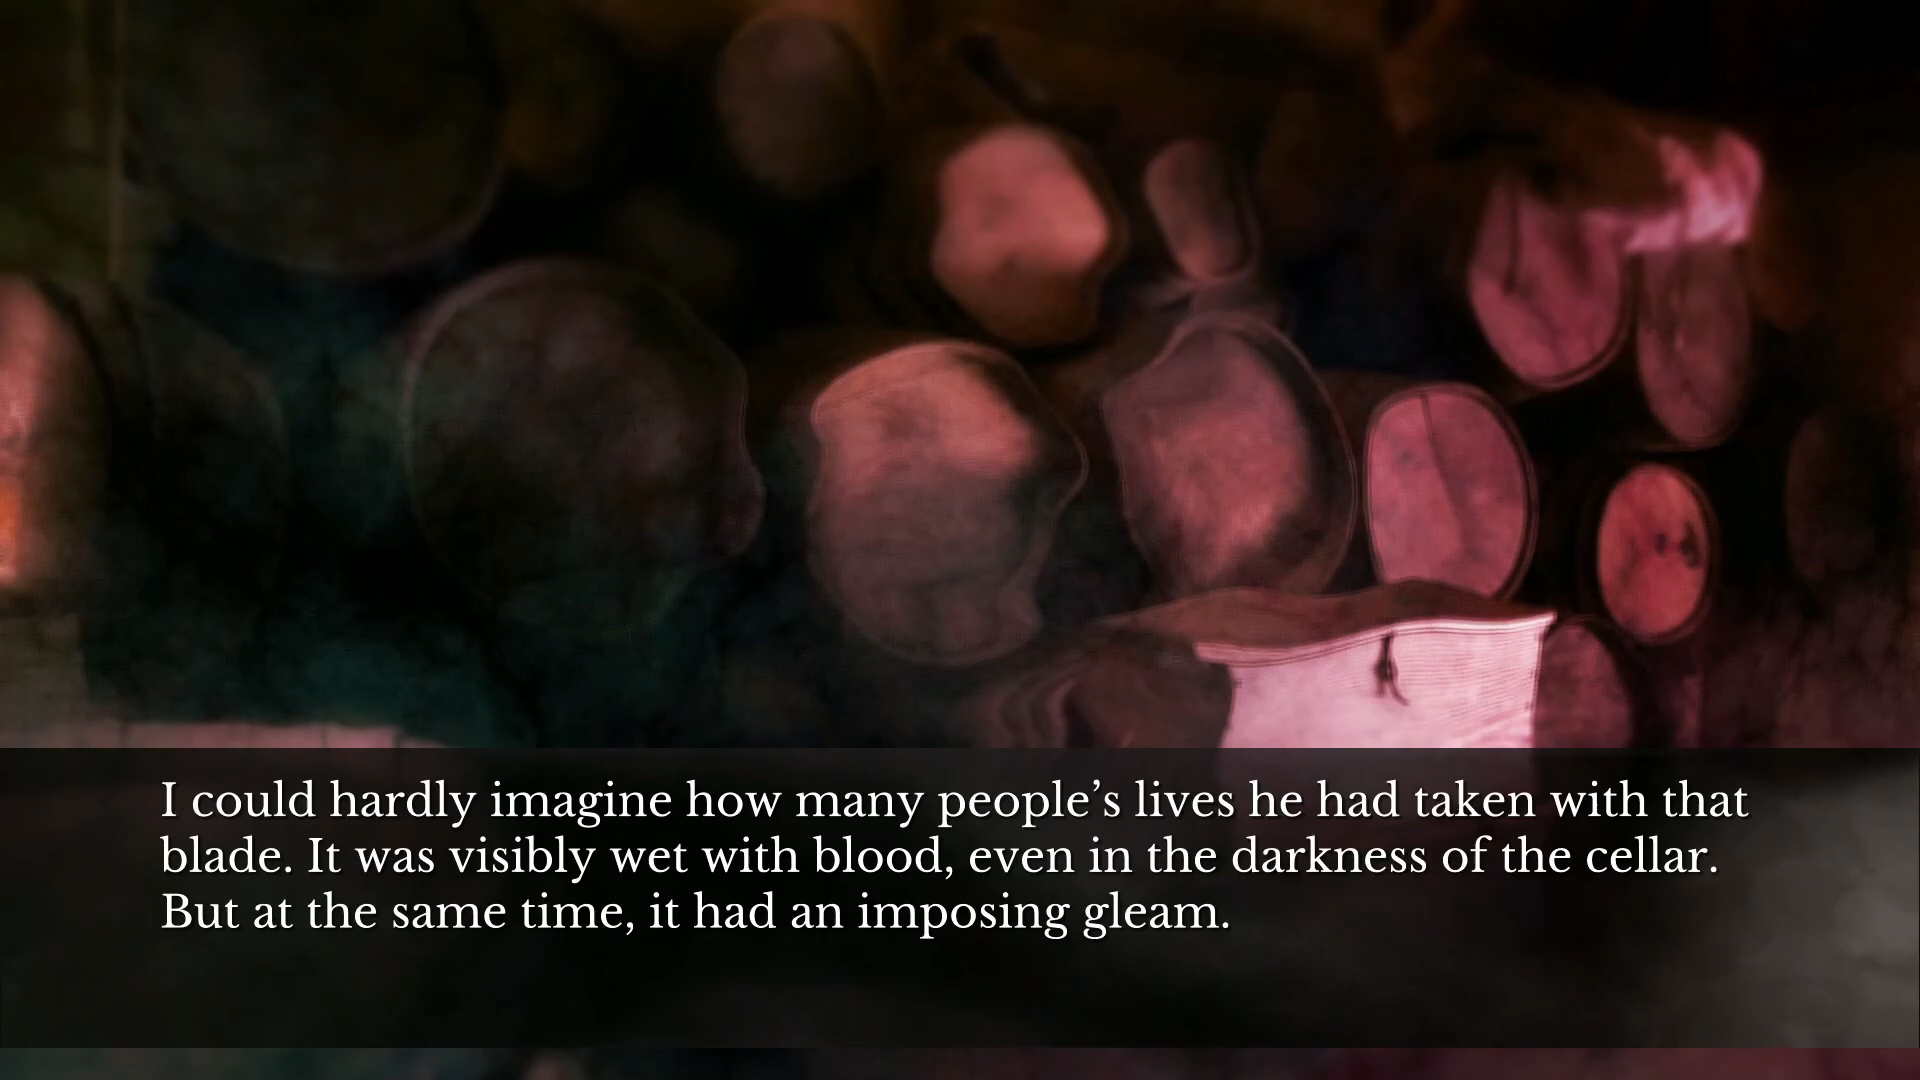 I could hardly imagine how many people’s lives he had taken with that
blade. It was visibly wet with blood, even in the darkness of the cellar.
But at the same time, it had an imposing gleam.